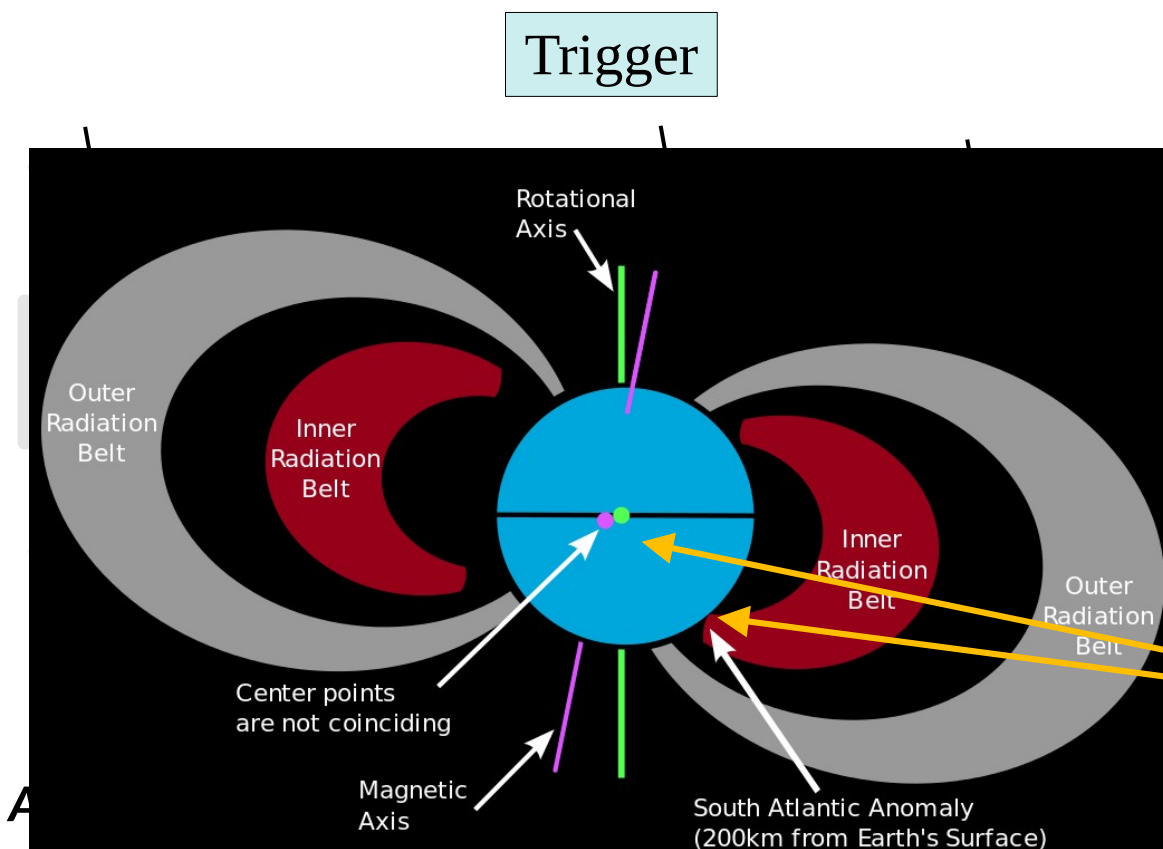 Trigger
Rotational
Axis
Outer
Radiation
Belt
Inner
Radiation
Belt
Inner
Radiation
Belt
Outer
Radiation
Belt
Center points
are not coinciding
Magnetic
Axis
South Atlantic Anomaly
(200km from Earth's Surface)
A